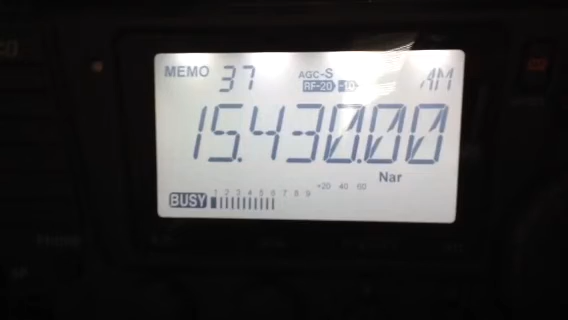 MEMO 37 AGC-S AM
RF-20 -10
15.430.00
Nar
+20 40 60
BUSY 1 2 3 4 5 6 7 8 9